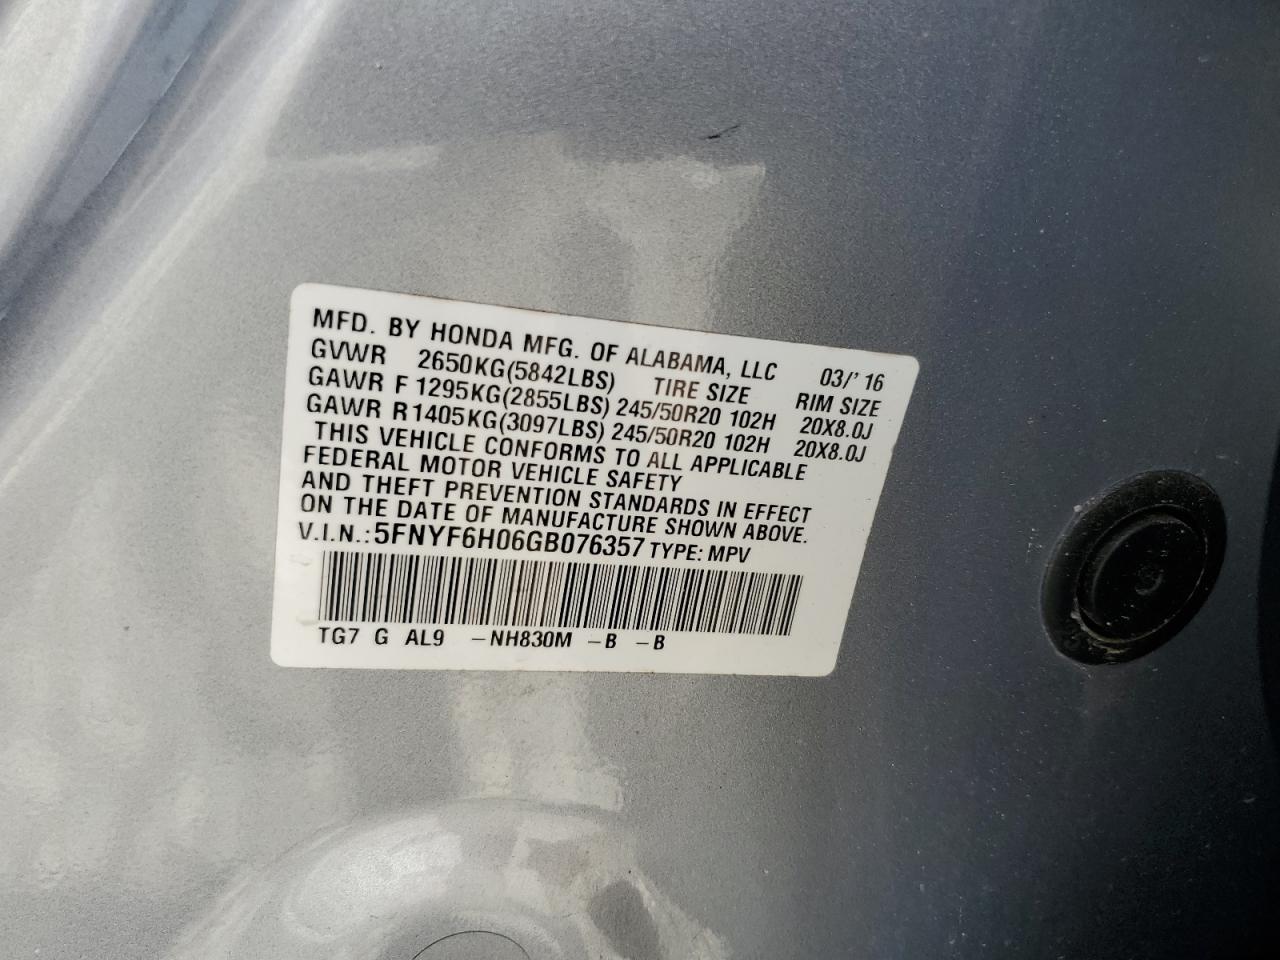 MFD. BY HONDA MFG. OF ALABAMA, LLC 03/'16
GVWR 2650KG(5842LBS) TIRE SIZE RIM SIZE
GAWR F 1295KG(2855LBS) 245/50R20 102H 20X8.0J
GAWR R1405KG(3097LBS) 245/50R20 102H 20X8.0J
THIS VEHICLE CONFORMS TO ALL APPLICABLE
FEDERAL MOTOR VEHICLE SAFETY
AND THEFT PREVENTION STANDARDS IN EFFECT
ON THE DATE OF MANUFACTURE SHOWN ABOVE.
V.I.N.:5FNYF6H06GB076357 TYPE: MPV
TG7 G AL9 -NH830M -B -B